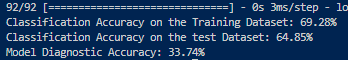 92/92 [==============================] - 0s 3ms/step - lo
Classification Accuracy on the Training Dataset: 69.28%
Classification Accuracy on the test Dataset: 64.85%
Model Diagnostic Accuracy: 33.74%